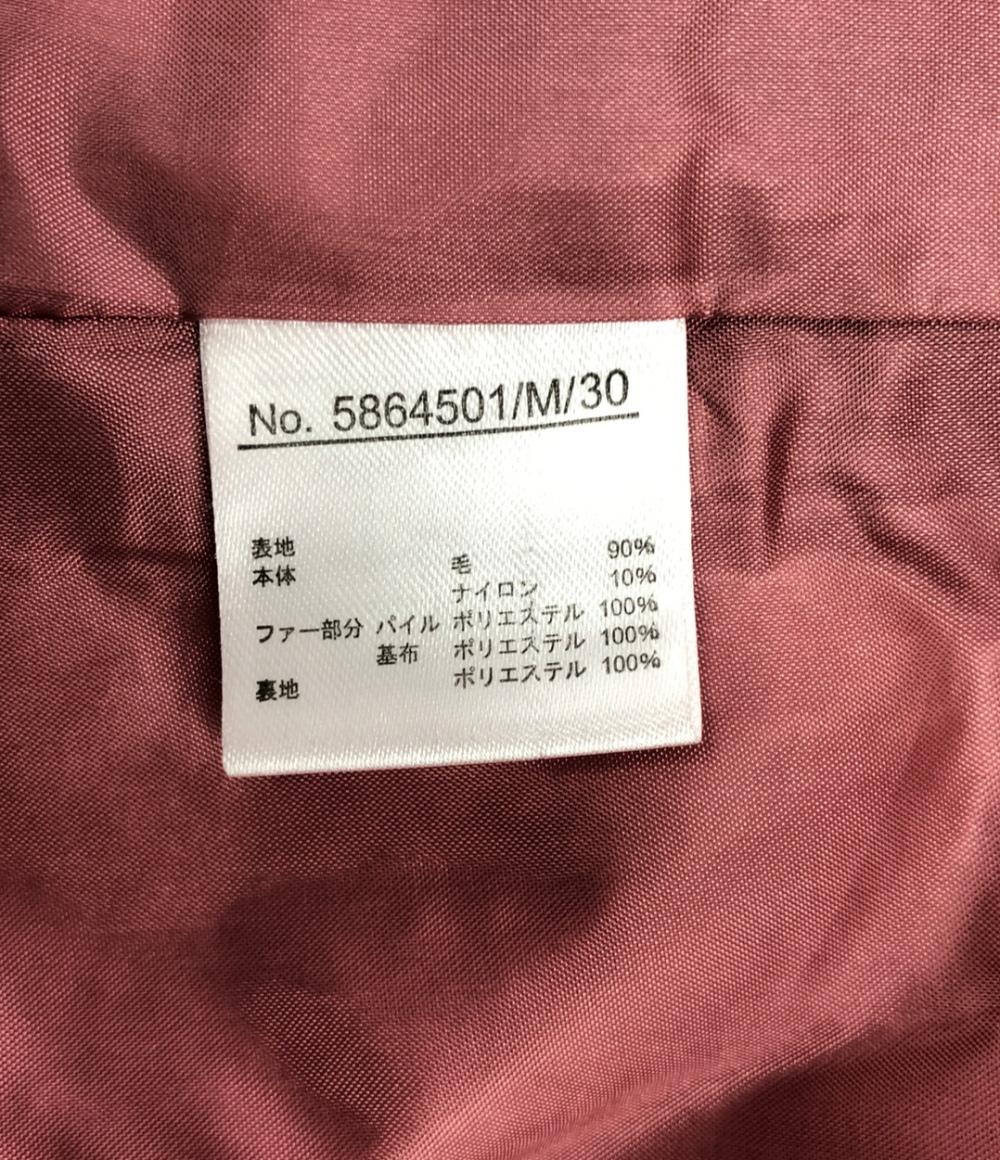 No. 5864501/M/30
表地
本体 毛 90%
ナイロン 10%
ファー部分 パイル ポリエステル 100%
基布 ポリエステル 100%
裏地 ポリエステル 100%